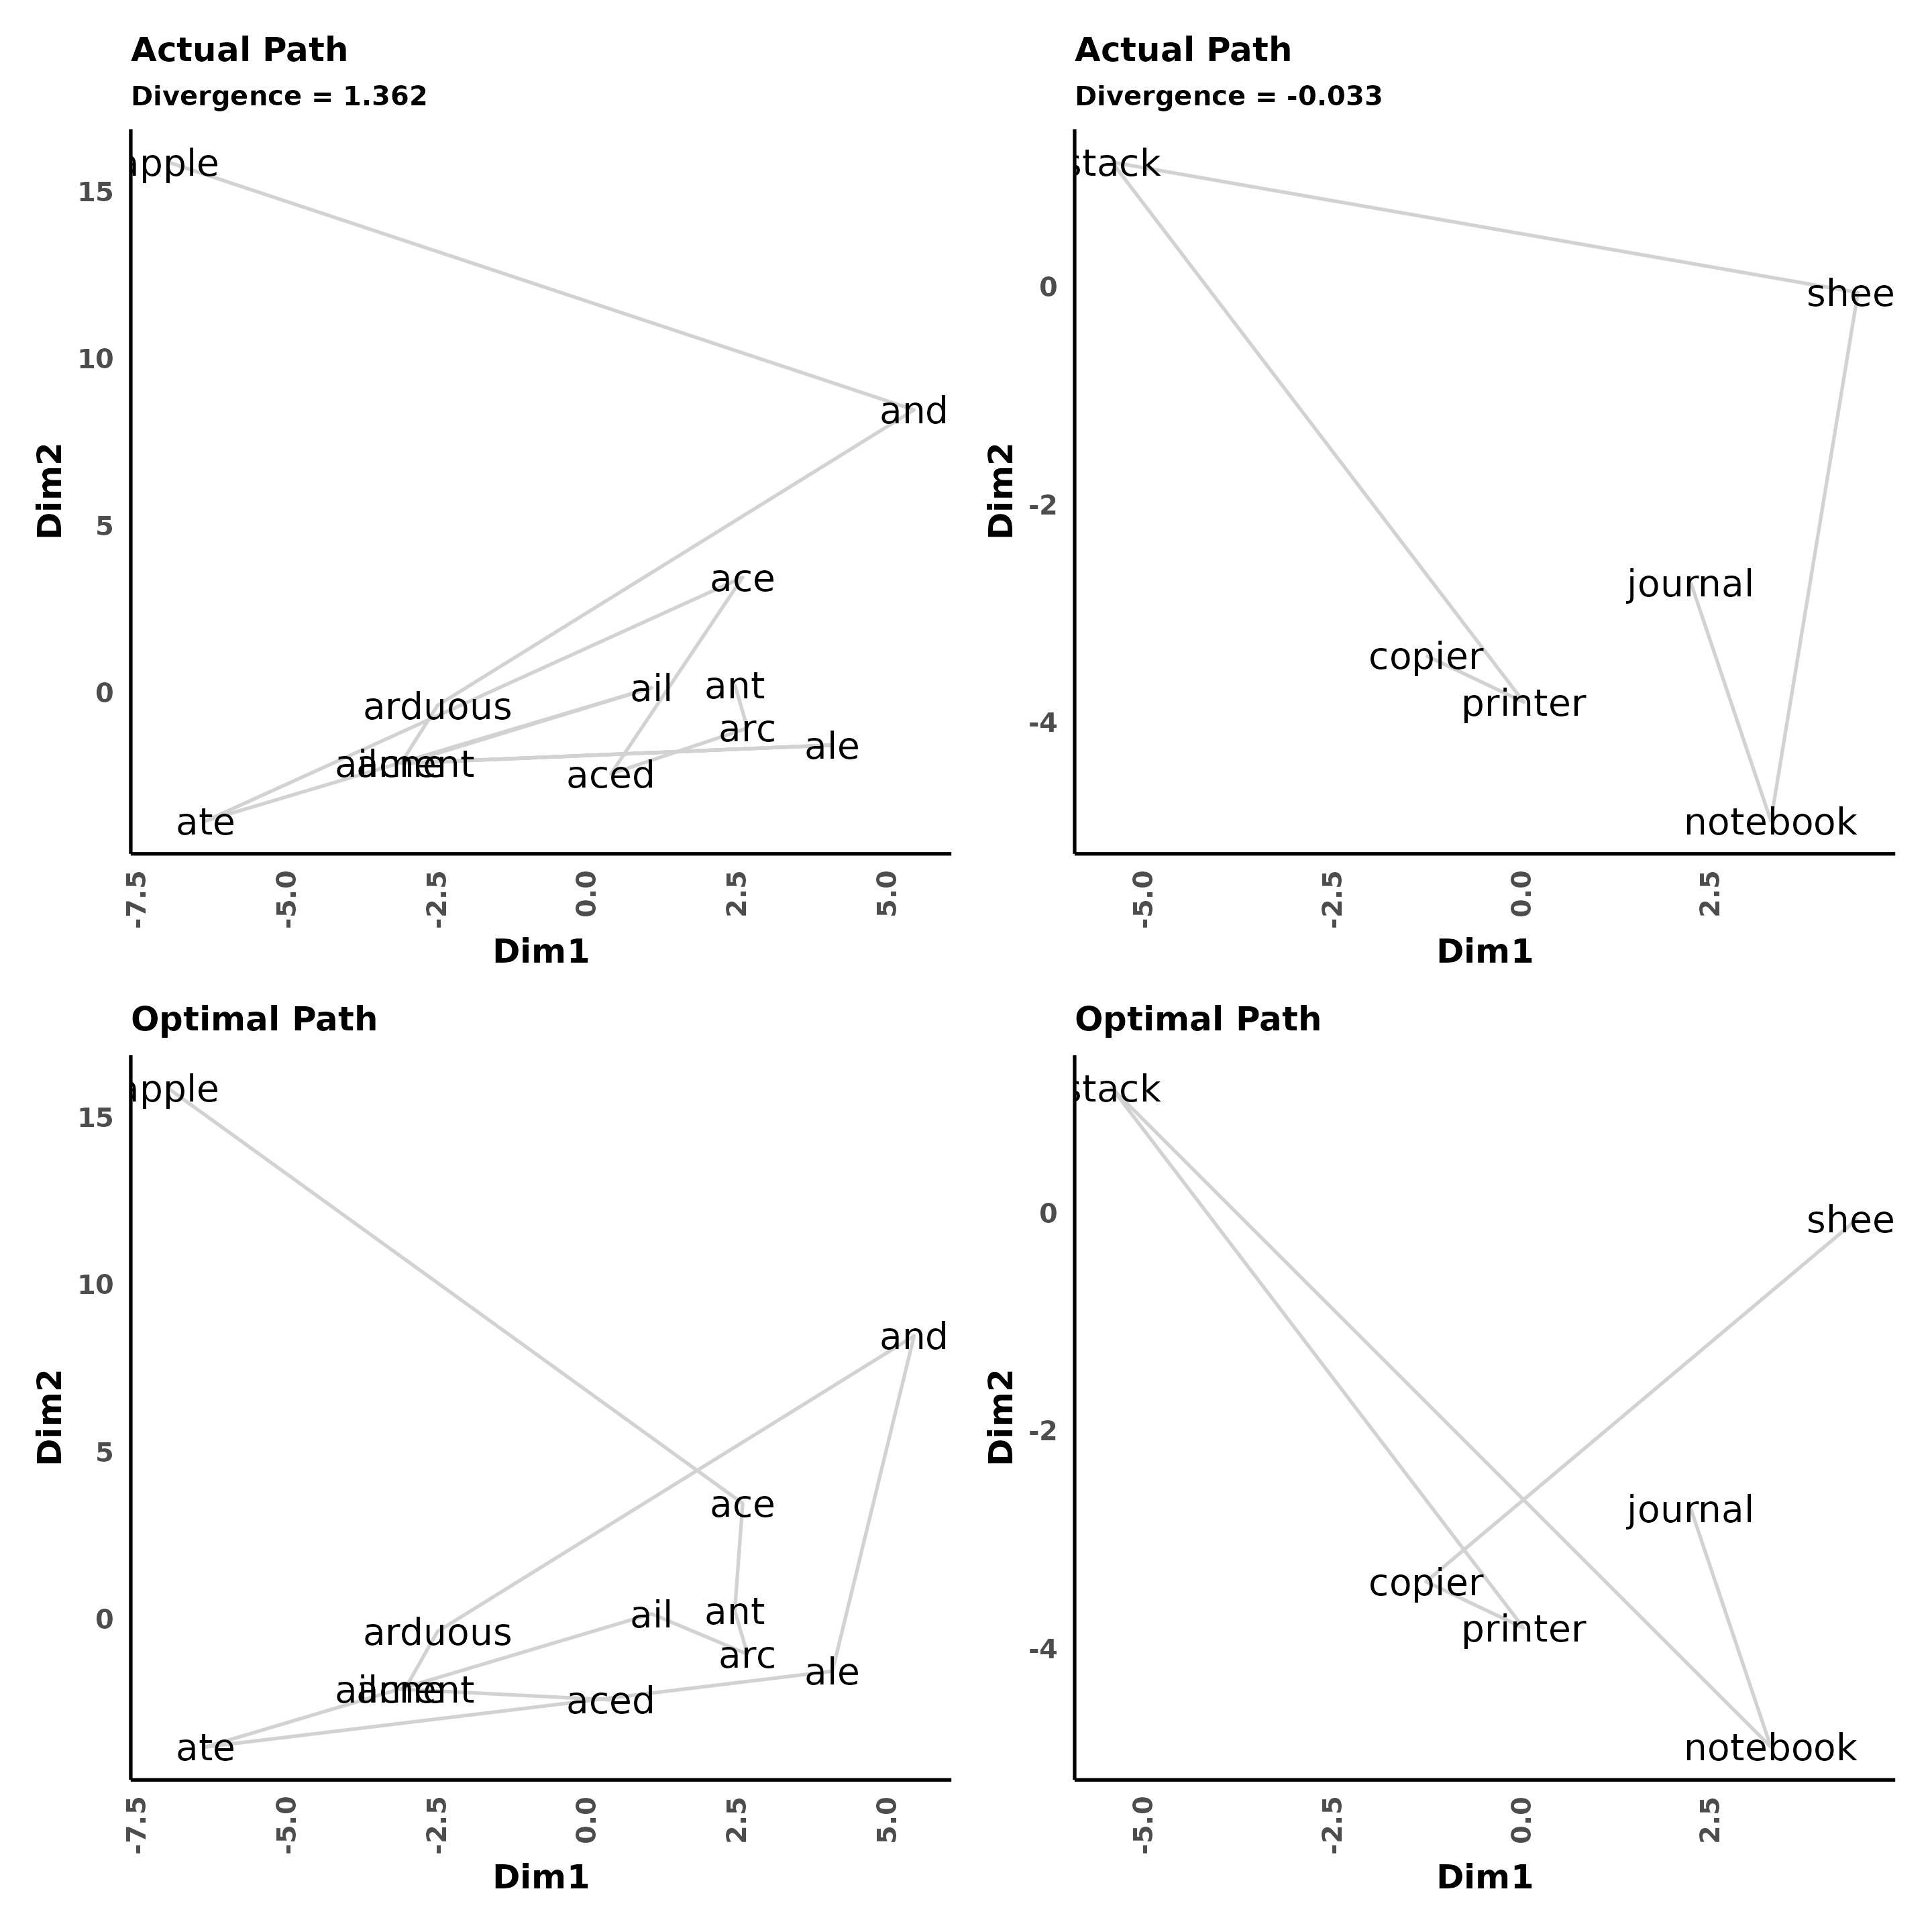 Actual Path
Divergence = 1.362
apple
and
ace
arduous
ail
ant
arc
ale
aced
ate
15
10
5
0
-7.5
-5.0
-2.5
0.0
2.5
5.0
Dim1
Dim2
Actual Path
Divergence = -0.033
stack
shee
journal
copier
printer
notebook
0
-2
-4
-5.0
-2.5
0.0
2.5
Dim1
Dim2
Optimal Path
apple
and
ace
arduous
ail
ant
arc
ale
aced
ate
15
10
5
0
-7.5
-5.0
-2.5
0.0
2.5
5.0
Dim1
Dim2
Optimal Path
stack
shee
journal
copier
printer
notebook
0
-2
-4
-5.0
-2.5
0.0
2.5
Dim1
Dim2